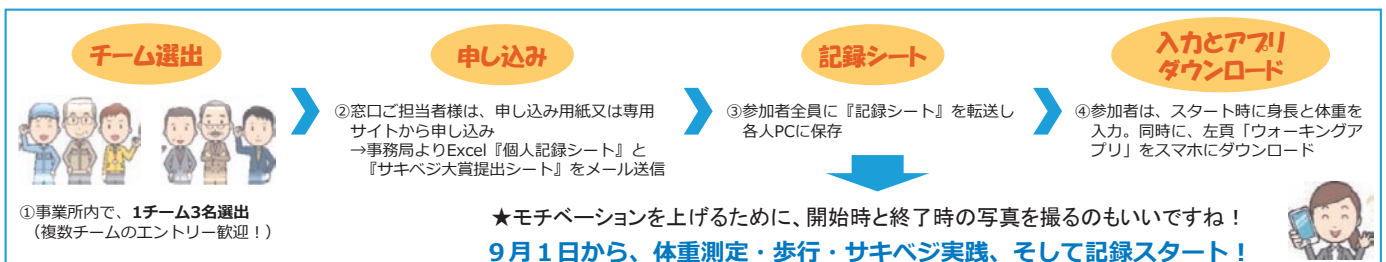 チーム選出
①事業所内で、1チーム3名選出
(複数チームのエントリー歓迎!)
申し込み
②窓口ご担当者様は、申し込み用紙又は専用
サイトから申し込み
→事務局よりExcel『個人記録シート』と
『サキベジ大賞提出シート』をメール送信
記録シート
③参加者全員に『記録シート』を転送し
各人PCに保存
入力とアプリ
ダウンロード
④参加者は、スタート時に身長と体重を
入力。同時に、左頁「ウォーキングア
プリ」をスマホにダウンロード
★モチベーションを上げるために、開始時と終了時の写真を撮るのもいいですね!
9月1日から、体重測定・歩行・サキベジ実践、そして記録スタート!